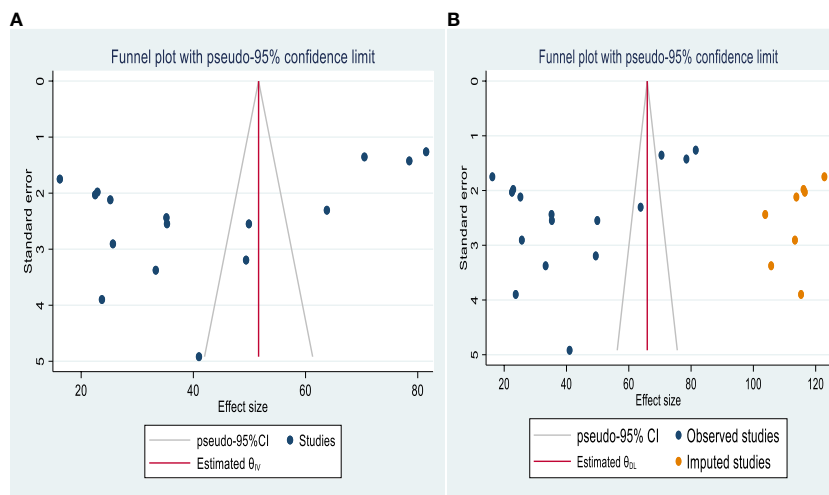 A
Funnel plot with pseudo-95% confidence limit
0
1
2
3
4
5
Standard error
20 40 60 80
Effect size
pseudo-95%CI Studies
Estimated θIV
B
Funnel plot with pseudo-95% confidence limit
0
1
2
3
4
5
Standard error
20 40 60 80 100 120
Effect size
pseudo-95% CI Observed studies
Estimated θDL Imputed studies